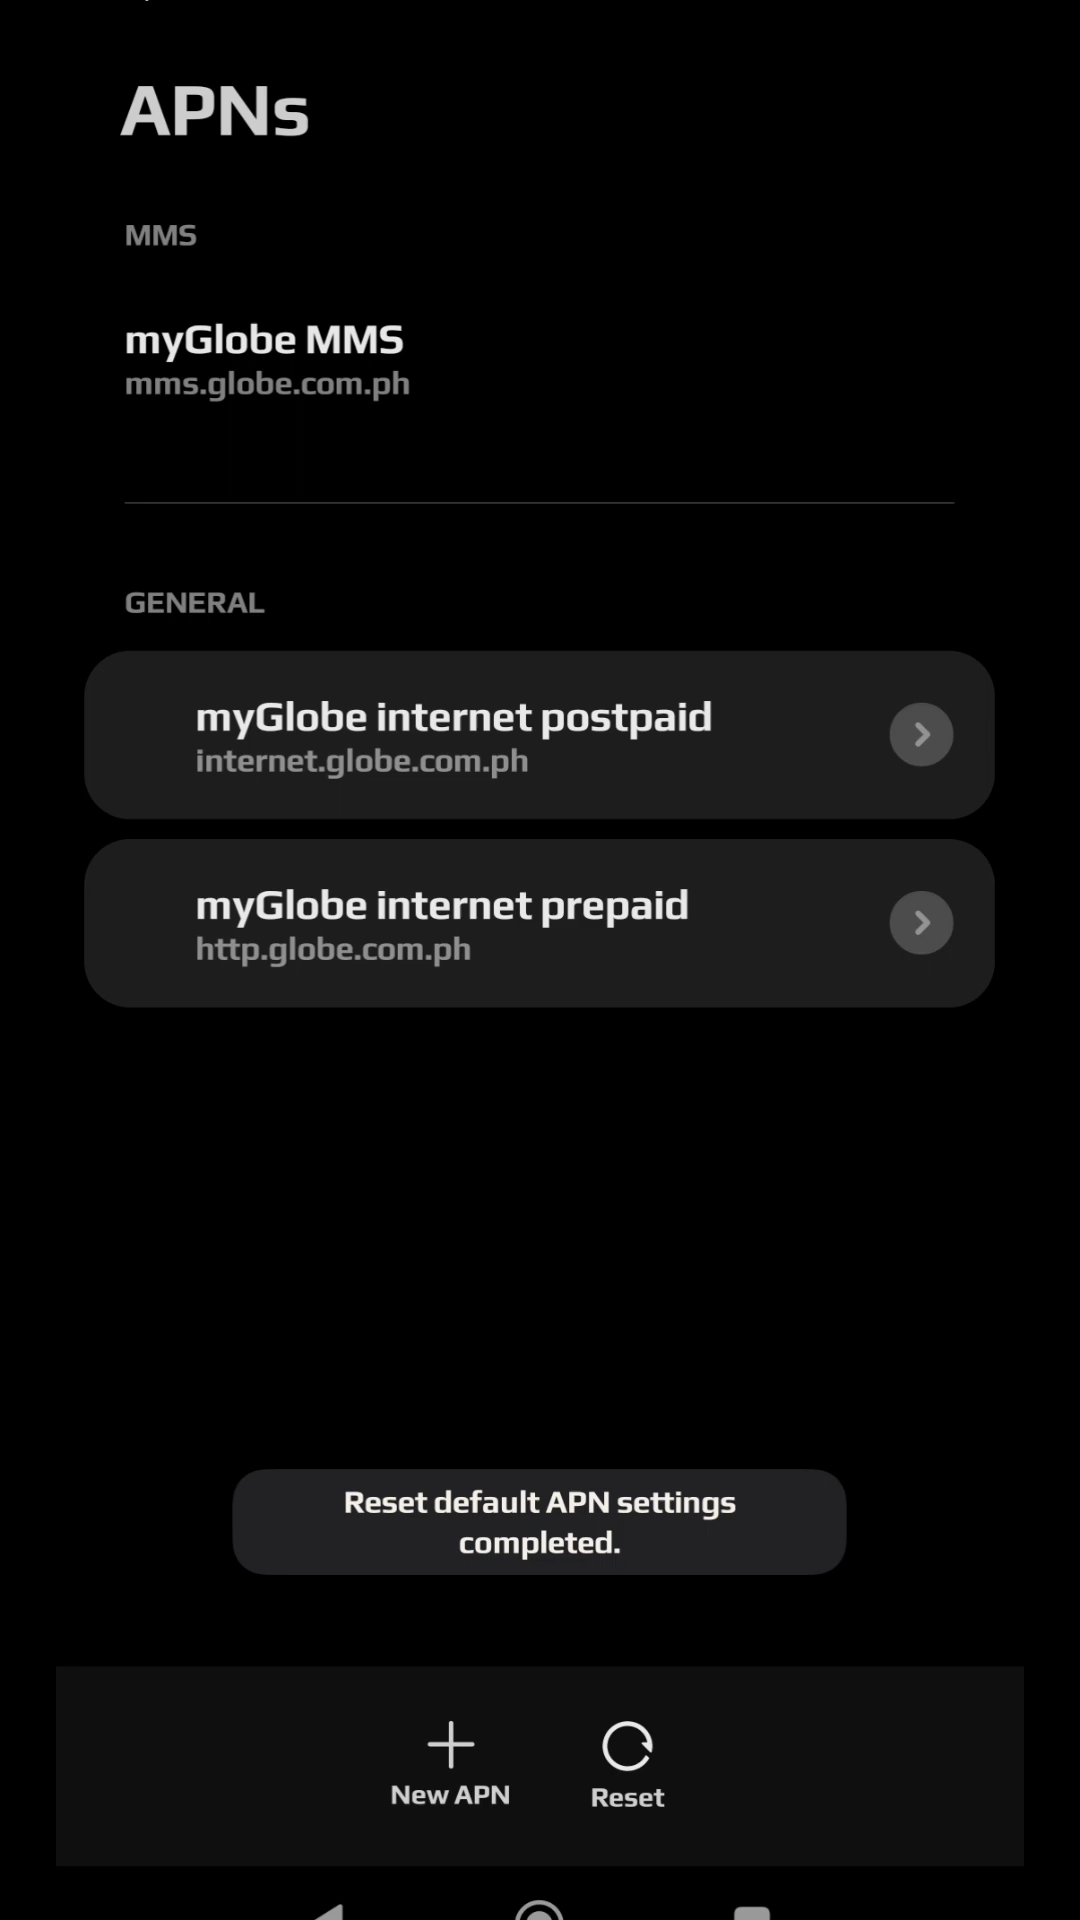 APNs
MMS
myGlobe MMS
mms.globe.com.ph
GENERAL
myGlobe internet postpaid
internet.globe.com.ph
myGlobe internet prepaid
http.globe.com.ph
Reset default APN settings
completed.
New APN
Reset